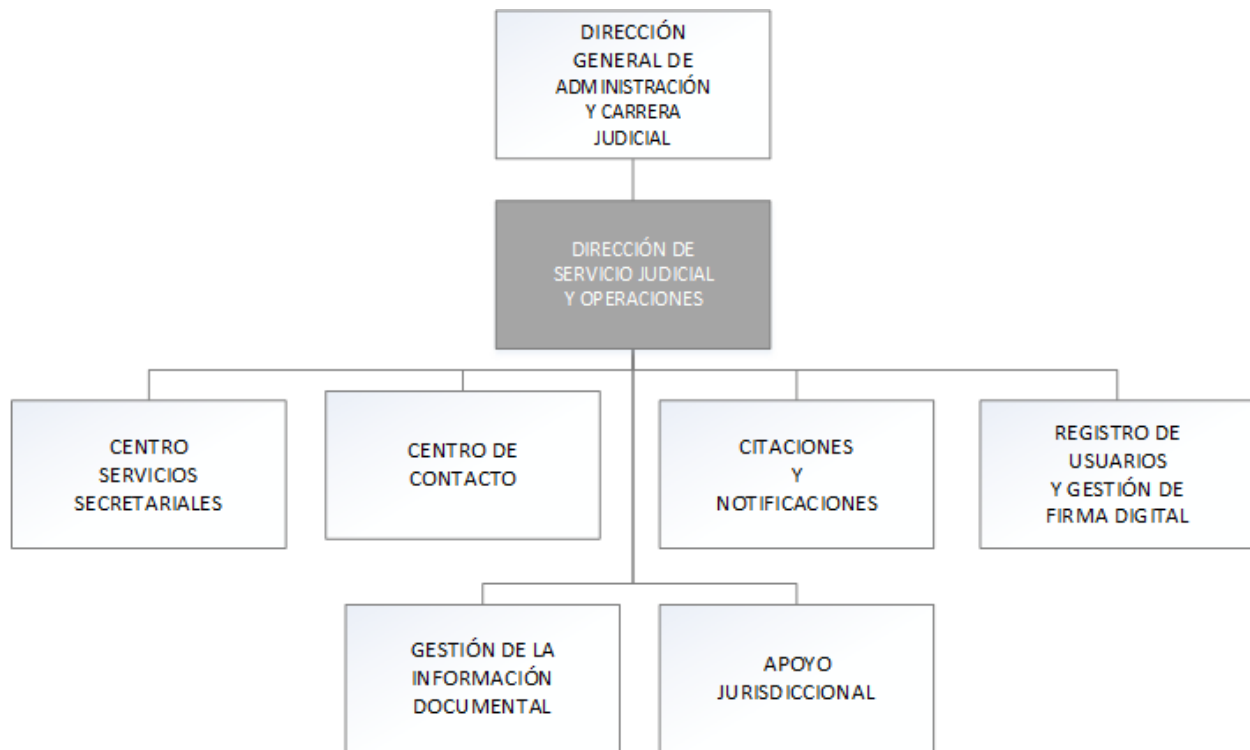 DIRECCIÓN
GENERAL DE
ADMINISTRACIÓN
Y CARRERA
JUDICIAL
DIRECCIÓN DE
SERVICIO JUDICIAL
Y OPERACIONES
CENTRO
SERVICIOS
SECRETARIALES
CENTRO DE
CONTACTO
CITACIONES
Y
NOTIFICACIONES
REGISTRO DE
USUARIOS
Y GESTIÓN DE
FIRMA DIGITAL
GESTIÓN DE LA
INFORMACIÓN
DOCUMENTAL
APOYO
JURISDICCIONAL